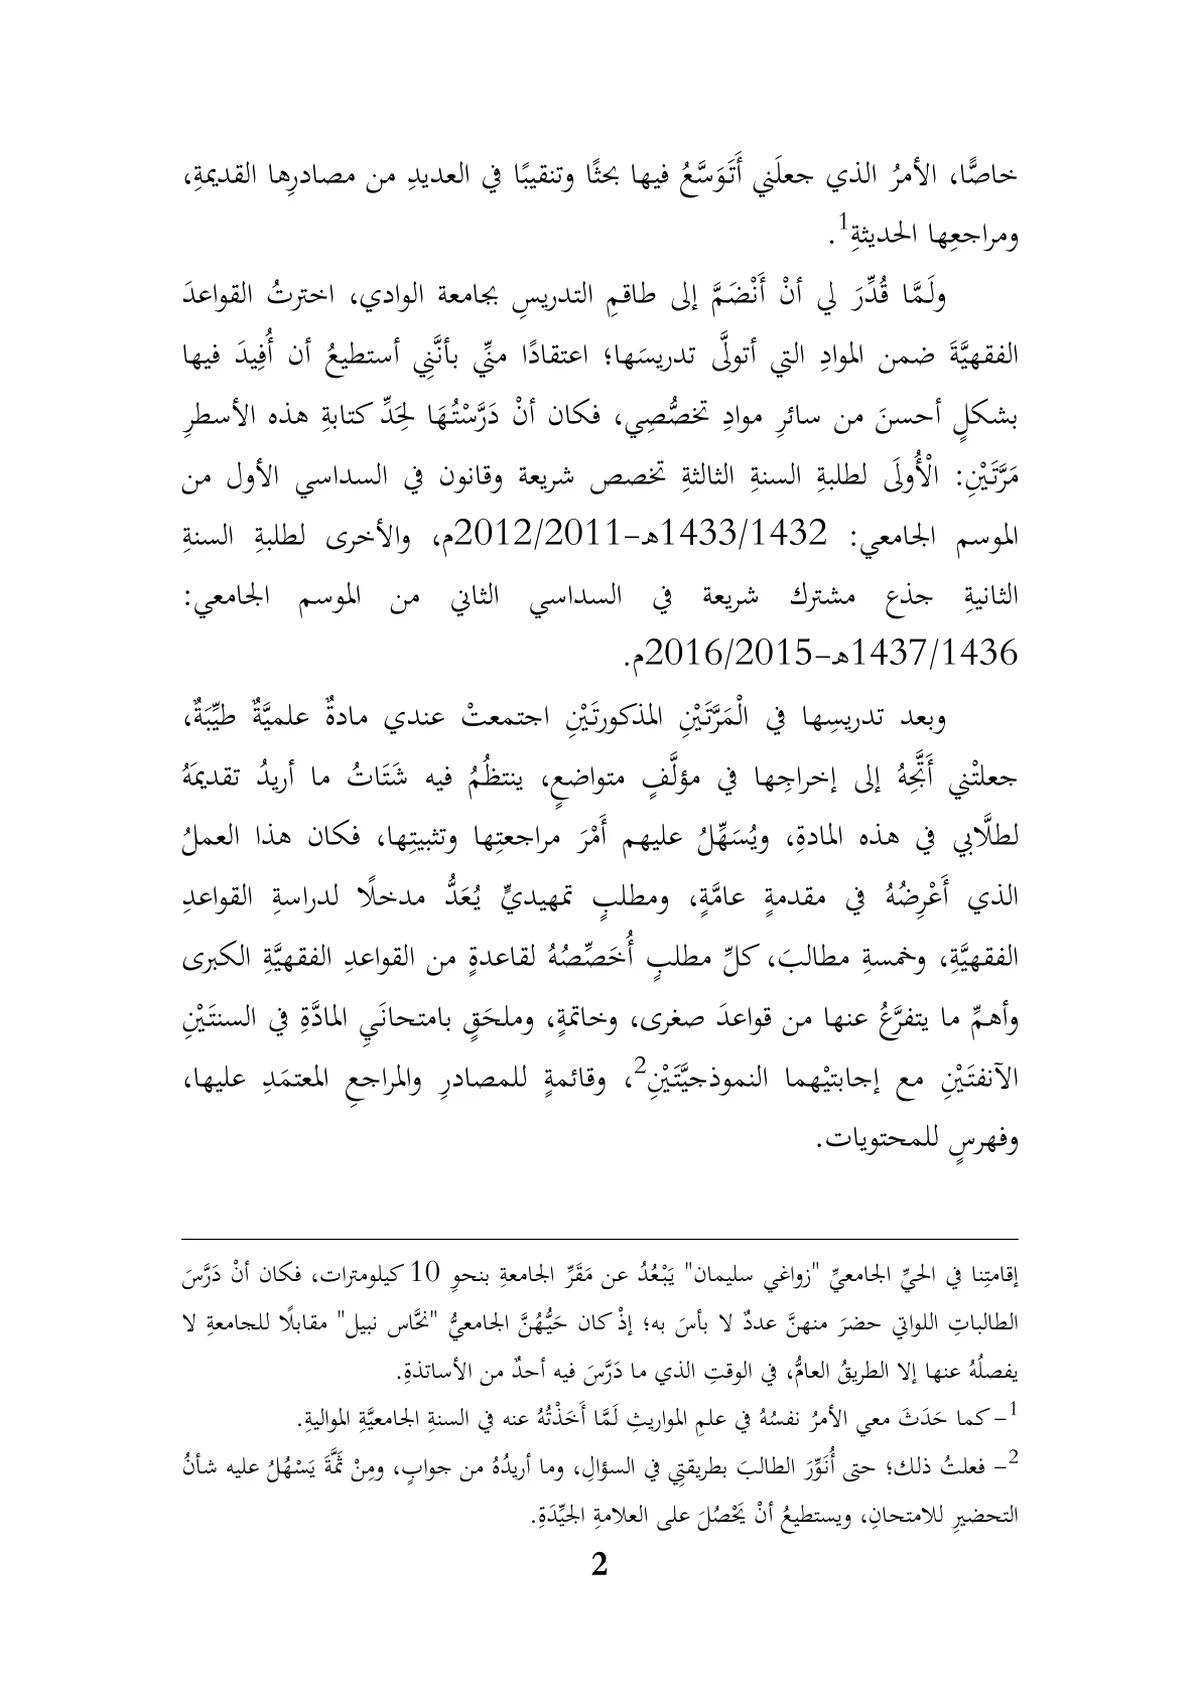 خاصًّا، الأمرُ الذي جعلَني أَتَوَسَّعُ فيها بحثًا وتنقيبًا في العديدِ من مصادرِها القديمةِ،
ومراجعِها الحديثةِ1.
ولَمَّا قُدِّرَ لي أنْ أَنْضَمَّ إلى طاقمِ التدريسِ بجامعة الوادي، اخترتُ القواعدَ
الفقهيَّةَ ضمن الموادِ التي أتولَّى تدريسَها؛ اعتقادًا منِّي بأنَّنِي أستطيعُ أن أُفِيدَ فيها
بشكلٍ أحسنَ من سائرِ موادِ تخصُّصِي، فكان أنْ دَرَّسْتُهَا لِحَدِّ كتابةِ هذه الأسطرِ
مَرَّتَيْنِ: الْأُولَى لطلبةِ السنةِ الثالثةِ تخصص شريعة وقانون في السداسي الأول من
الموسم الجامعي: 1433/1432هـ-2012/2011م، والأخرى لطلبةِ السنةِ
الثانيةِ جذع مشترك شريعة في السداسي الثاني من الموسم الجامعي:
1437/1436هـ-2016/2015م.
وبعد تدريسِها في الْمَرَّتَيْنِ المذكورتَيْنِ اجتمعتْ عندي مادةٌ علميَّةٌ طيِّبَةٌ،
جعلتْني أَتَّجِهُ إلى إخراجِها في مؤلَّفٍ متواضعٍ، ينتظُمُ فيه شَتَاتُ ما أريدُ تقديمَهُ
لطلَّابي في هذه المادةِ، ويُسَهِّلُ عليهم أَمْرَ مراجعتِها وتثبيتِها، فكان هذا العملُ
الذي أَعْرِضُهُ في مقدمةٍ عامَّةٍ، ومطلبٍ تمهيديٍّ يُعَدُّ مدخلًا لدراسةِ القواعدِ
الفقهيَّةِ، وخمسةِ مطالبَ، كلِّ مطلبٍ أُخَصِّصُهُ لقاعدةٍ من القواعدِ الفقهيَّةِ الكبرى
وأهمِّ ما يتفرَّعُ عنها من قواعدَ صغرى، وخاتمةٍ، وملحَقٍ بامتحانَيِ المادَّةِ في السنتَيْنِ
الآنفتَيْنِ مع إجابتيْهما النموذجيَّتَيْنِ2، وقائمةٍ للمصادرِ والمراجعِ المعتمَدِ عليها،
وفهرسٍ للمحتويات.
إقامتِنا في الحيِّ الجامعيِّ "زواغي سليمان" يَبْعُدُ عن مَقَرِّ الجامعةِ بنحوِ 10 كيلومترات، فكان أنْ دَرَّسَ
الطالباتِ اللواتي حضرَ منهنَّ عددٌ لا بأسَ به؛ إذْ كان حَيُّهُنَّ الجامعيُّ "نحَّاس نبيل" مقابلًا للجامعةِ لا
يفصلُهُ عنها إلا الطريقُ العامُّ، في الوقتِ الذي ما دَرَّسَ فيه أحدٌ من الأساتذةِ.
1- كما حَدَثَ معي الأمرُ نفسُهُ في علمِ المواريثِ لَمَّا أَخَذْتُهُ عنه في السنةِ الجامعيَّةِ المواليةِ.
2- فعلتُ ذلك؛ حتى أُنَوِّرَ الطالبَ بطريقتِي في السؤالِ، وما أريدُهُ من جوابٍ، ومِنْ ثَمَّةَ يَسْهُلُ عليه شأنُ
التحضيرِ للامتحانِ، ويستطيعُ أنْ يَحْصُلَ على العلامةِ الجيِّدَةِ.
2